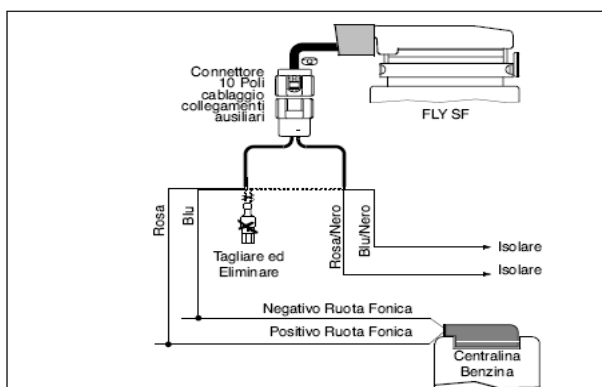 Connettore
10 Poli
cablaggio
collegamenti
ausiliari
FLY SF
Rosa
Blu
Tagliare ed
Eliminare
Rosa/Nero
Blu/Nero
Isolare
Isolare
Negativo Ruota Fonica
Positivo Ruota Fonica
Centralina
Benzina